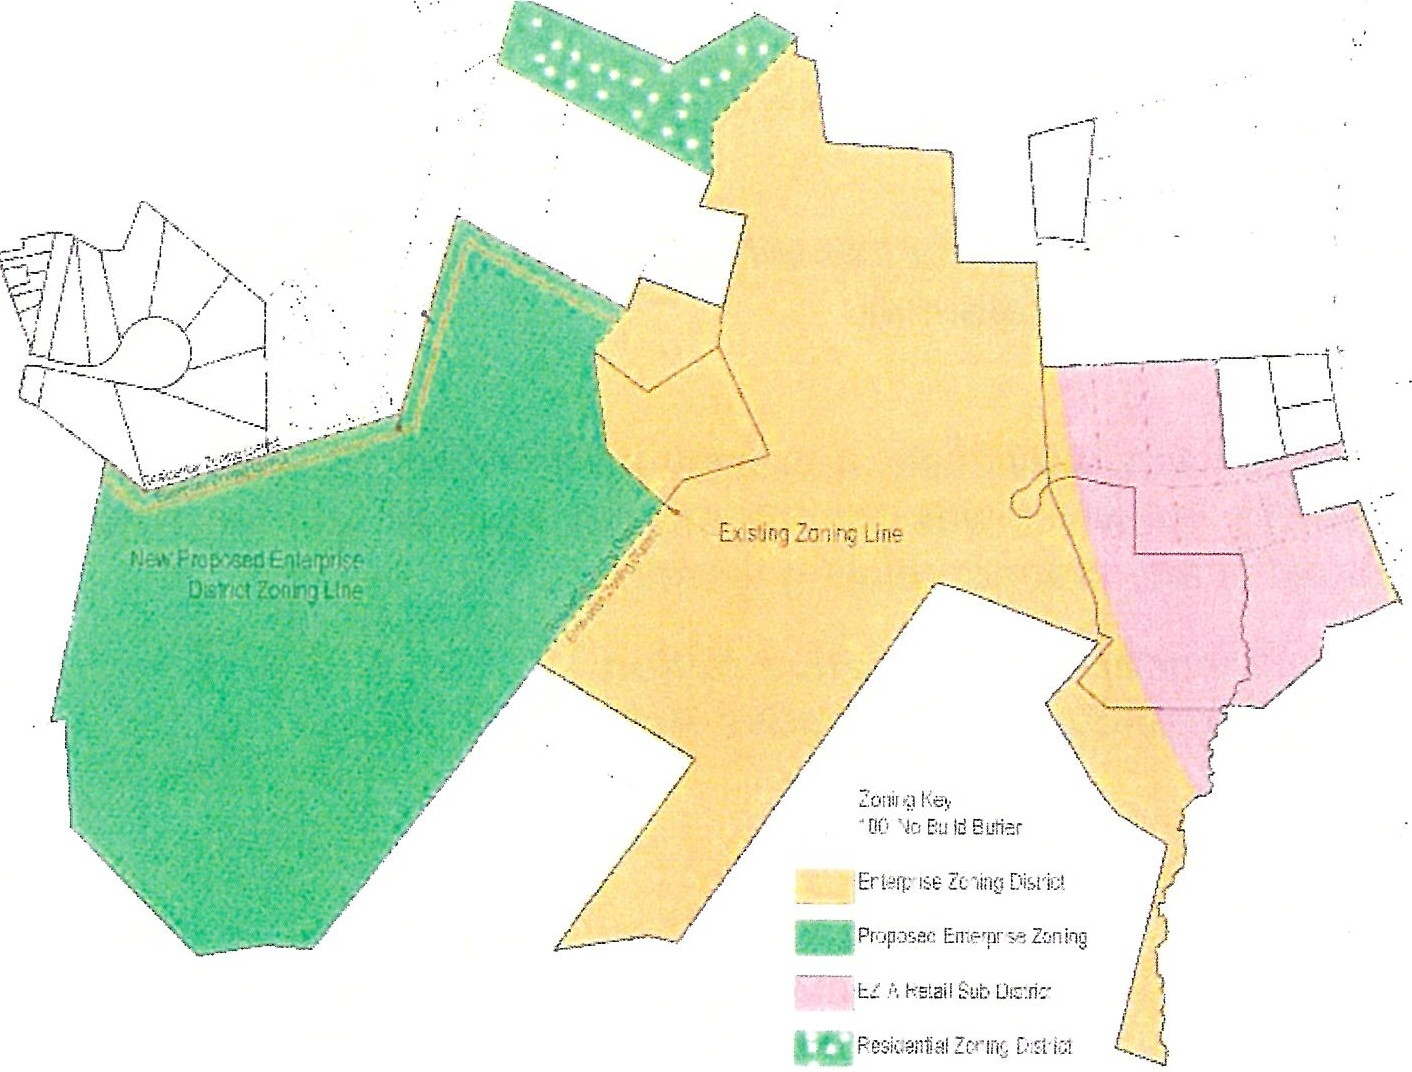 New Proposed Enterprise
District Zoning Line
Existing Zoning Line
Zoning Key
100 No Build Buffer
Enterprise Zoning District
Proposed Enterprise Zoning
EZ A Retail Sub District
Residential Zoning District